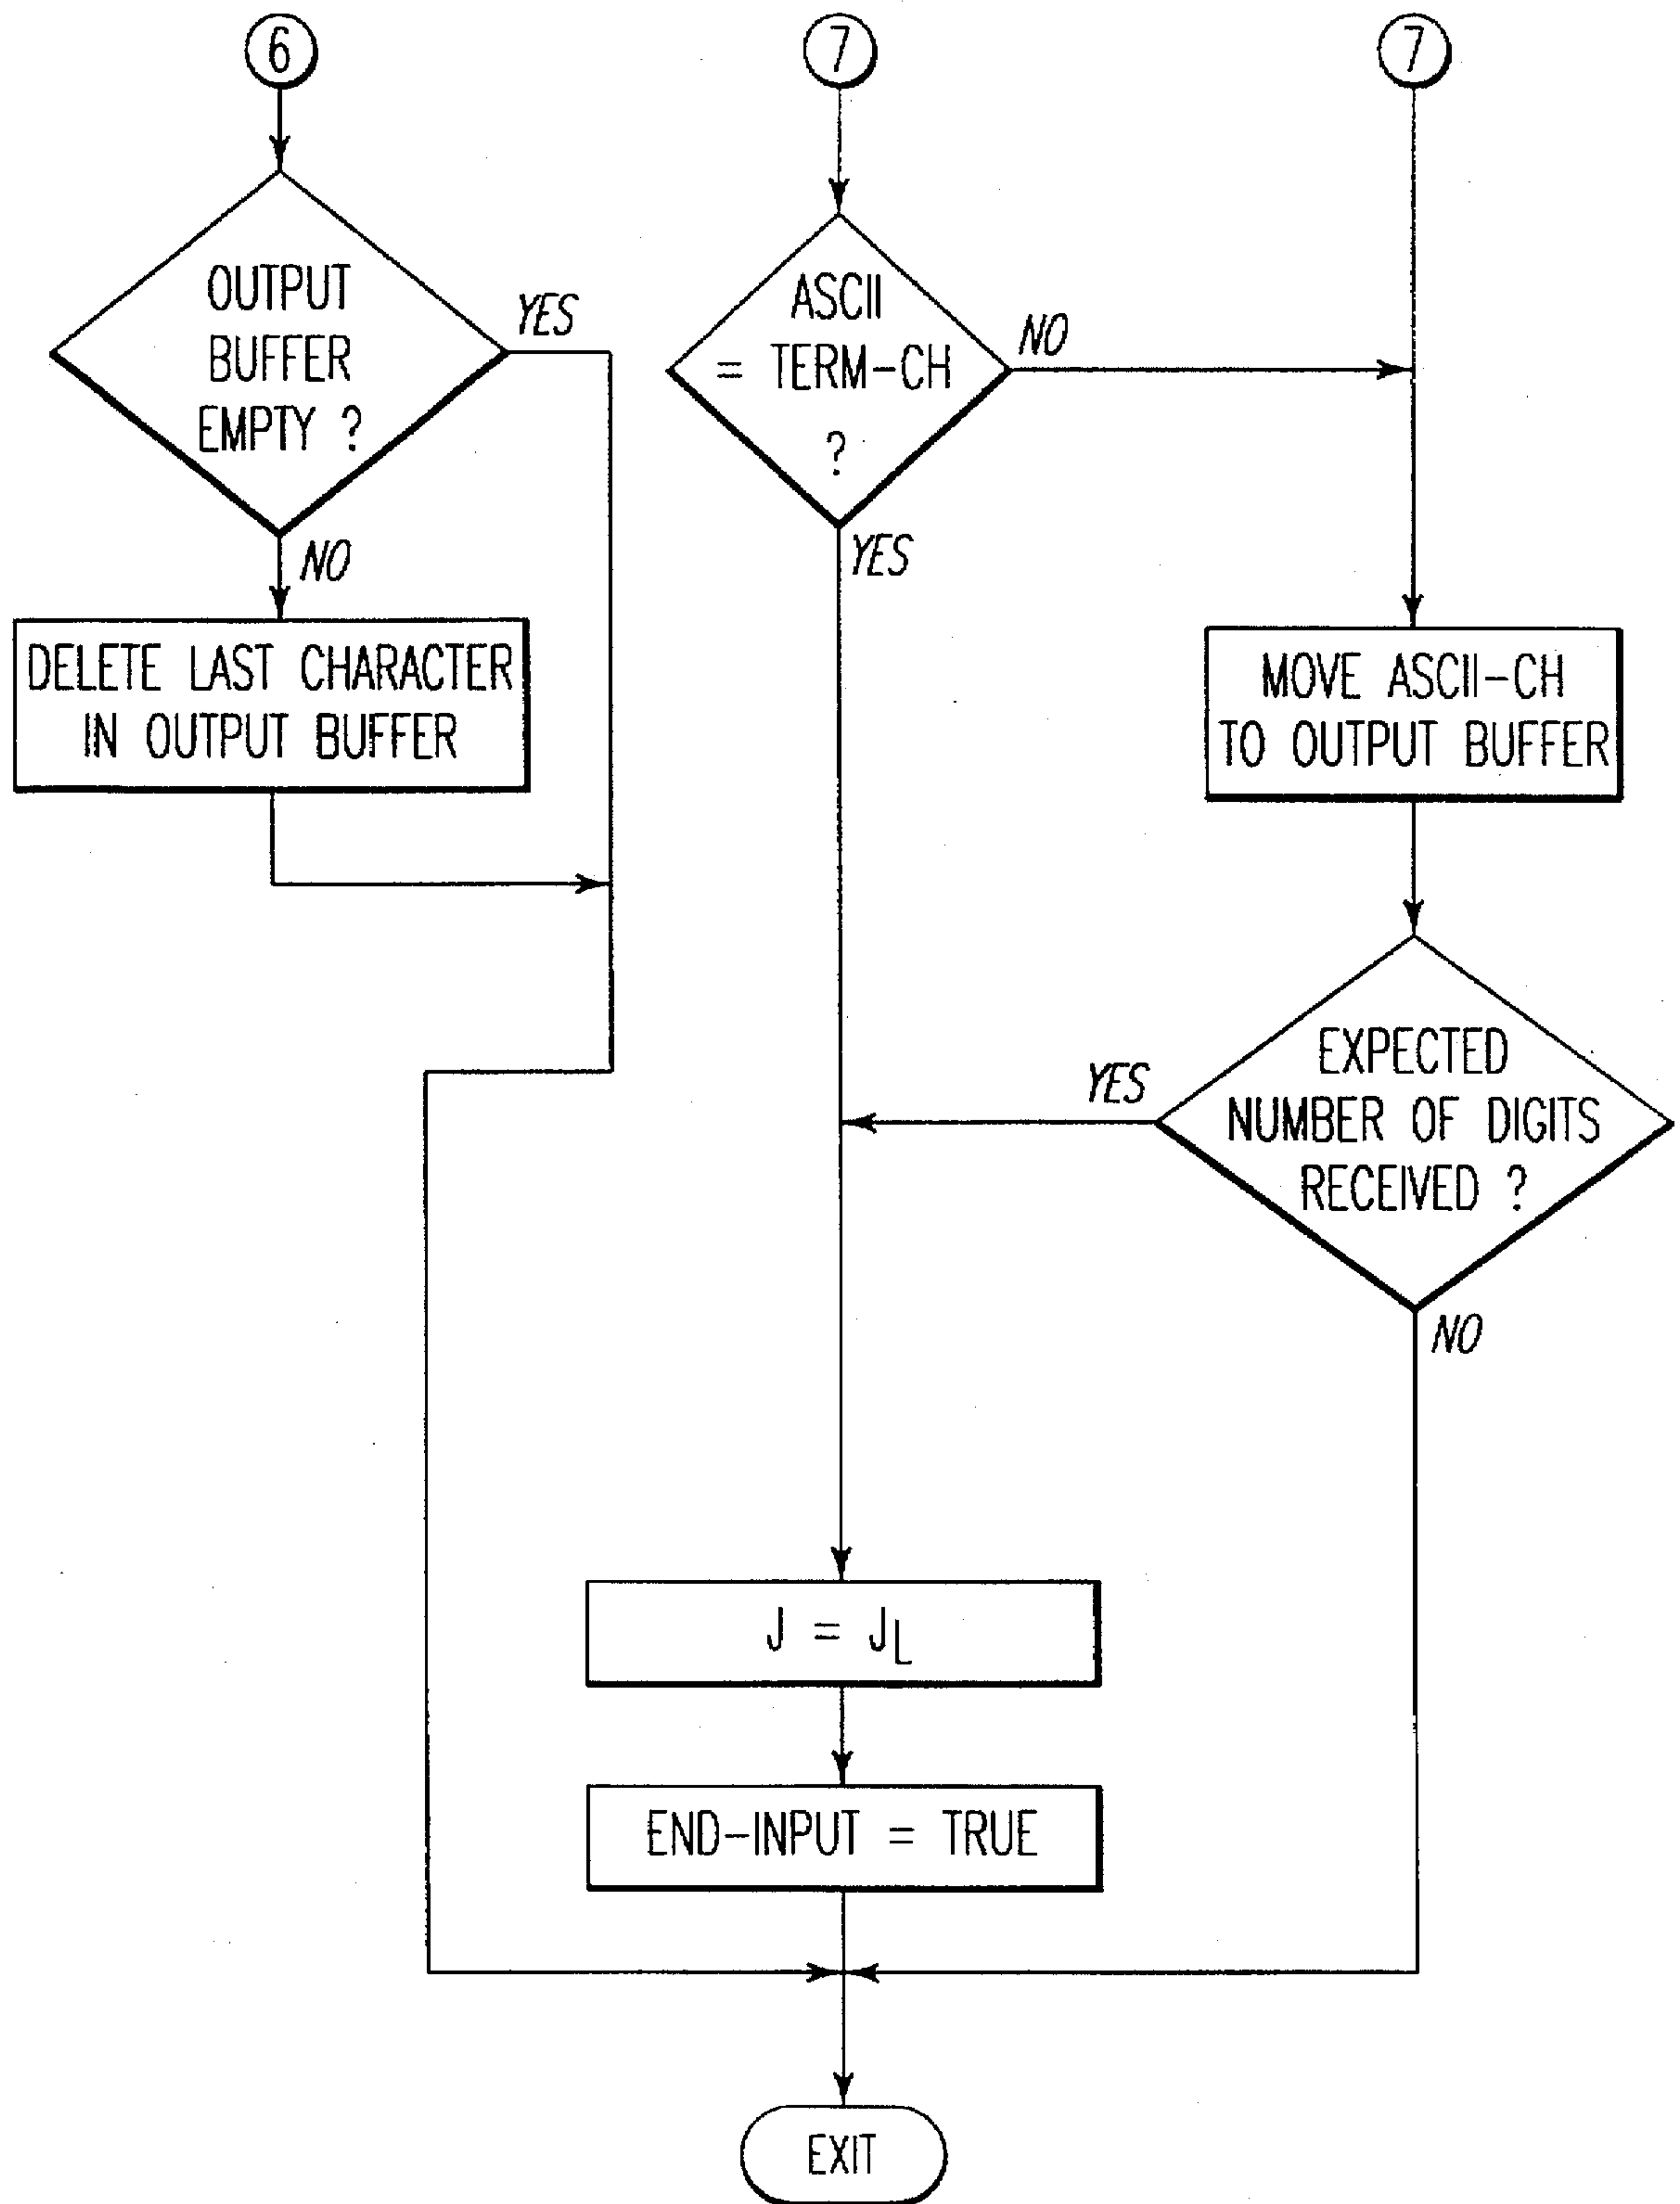 6
7
7
OUTPUT
BUFFER
EMPTY ?
YES
NO
DELETE LAST CHARACTER
IN OUTPUT BUFFER
ASCII
= TERM-CH
?
NO
YES
MOVE ASCII-CH
TO OUTPUT BUFFER
EXPECTED
NUMBER OF DIGITS
RECEIVED ?
YES
NO
J = JL
END-INPUT = TRUE
EXIT